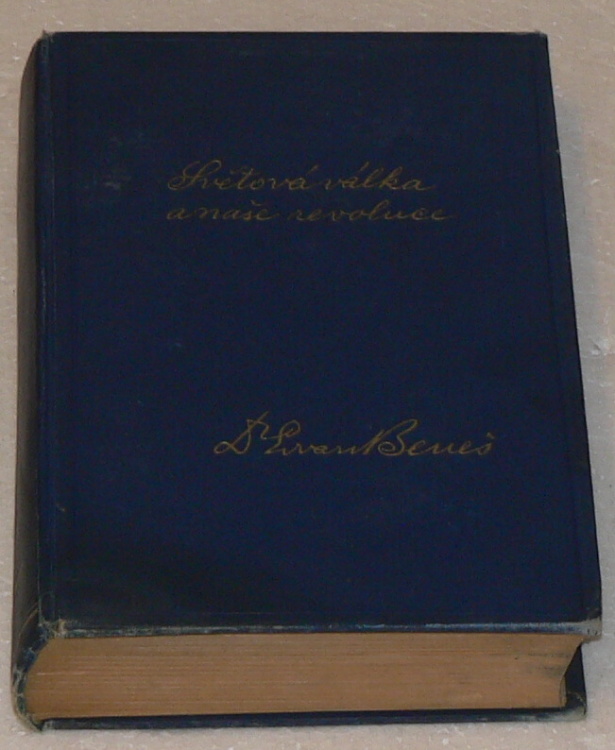 Světová válka
a naše revoluce
Dr Edvard Beneš